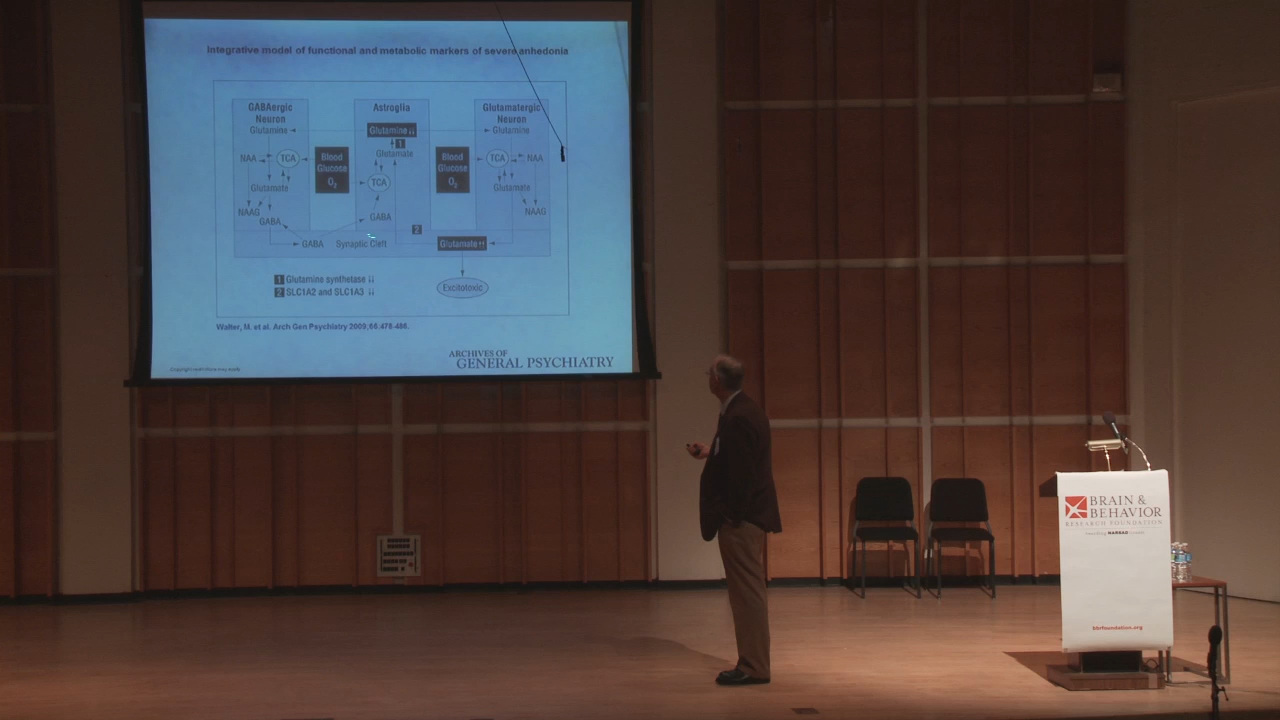 Integrative model of functional and metabolic markers of severe anhedonia
GABAergic
Neuron
Astroglia
Glutamatergic
Neuron
Glutamine
Glutamine↓↓
Glutamine
1
Glutamate
NAA
TCA
Blood
Glucose
O2
Blood
Glucose
O2
TCA
NAA
TCA
Glutamate
Glutamate
NAAG
GABA
GABA
NAAG
2
GABA
Synaptic Cleft
Glutamate↑↑
1 Glutamine synthetase ↓↓
2 SLC1A2 and SLC1A3 ↓↓
Excitotoxic
Walter, M. et al. Arch Gen Psychiatry 2009;66:478-486.
ARCHIVES OF
GENERAL PSYCHIATRY
BRAIN &
BEHAVIOR
RESEARCH FOUNDATION
NARSAD
bbrfoundation.org